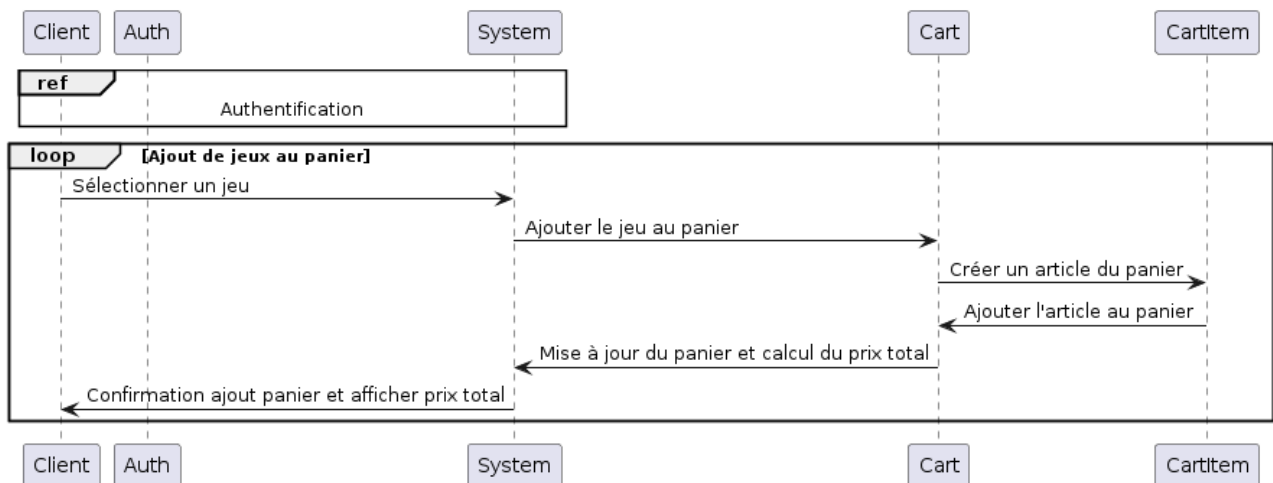 Client Auth System Cart CartItem
ref
Authentification
loop [Ajout de jeux au panier]
Sélectionner un jeu
Ajouter le jeu au panier
Créer un article du panier
Ajouter l'article au panier
Mise à jour du panier et calcul du prix total
Confirmation ajout panier et afficher prix total
Client Auth System Cart CartItem